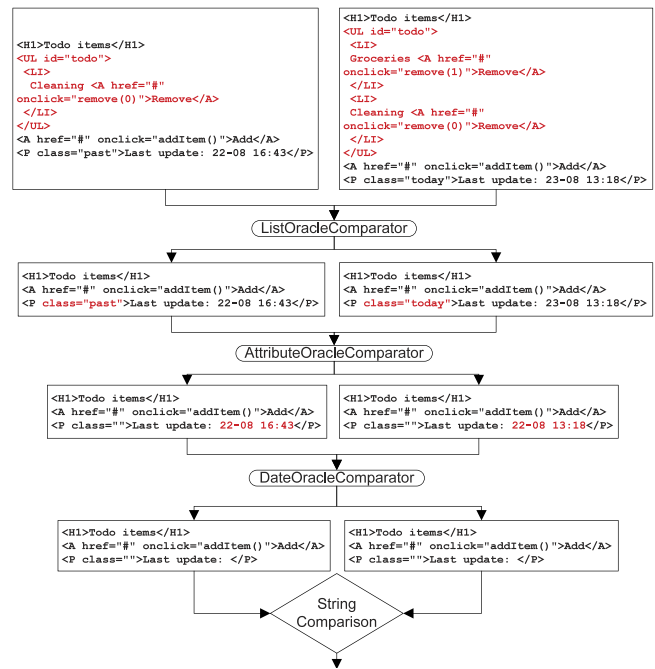 <H1>Todo items</H1>
<UL id="todo">
<LI>
Cleaning <A href="#"
onclick="remove(0)">Remove</A>
</LI>
</UL>
<A href="#" onclick="addItem()">Add</A>
<P class="past">Last update: 22-08 16:43</P>
<H1>Todo items</H1>
<UL id="todo">
<LI>
Groceries <A href="#"
onclick="remove(1)">Remove</A>
</LI>
<LI>
Cleaning <A href="#"
onclick="remove(0)">Remove</A>
</LI>
</UL>
<A href="#" onclick="addItem()">Add</A>
<P class="today">Last update: 23-08 13:18</P>
ListOracleComparator
<H1>Todo items</H1>
<A href="#" onclick="addItem()">Add</A>
<P class="past">Last update: 22-08 16:43</P>
<H1>Todo items</H1>
<A href="#" onclick="addItem()">Add</A>
<P class="today">Last update: 23-08 13:18</P>
AttributeOracleComparator
<H1>Todo items</H1>
<A href="#" onclick="addItem()">Add</A>
<P class="">Last update: 22-08 16:43</P>
<H1>Todo items</H1>
<A href="#" onclick="addItem()">Add</A>
<P class="">Last update: 22-08 13:18</P>
DateOracleComparator
<H1>Todo items</H1>
<A href="#" onclick="addItem()">Add</A>
<P class="">Last update: </P>
<H1>Todo items</H1>
<A href="#" onclick="addItem()">Add</A>
<P class="">Last update: </P>
String
Comparison